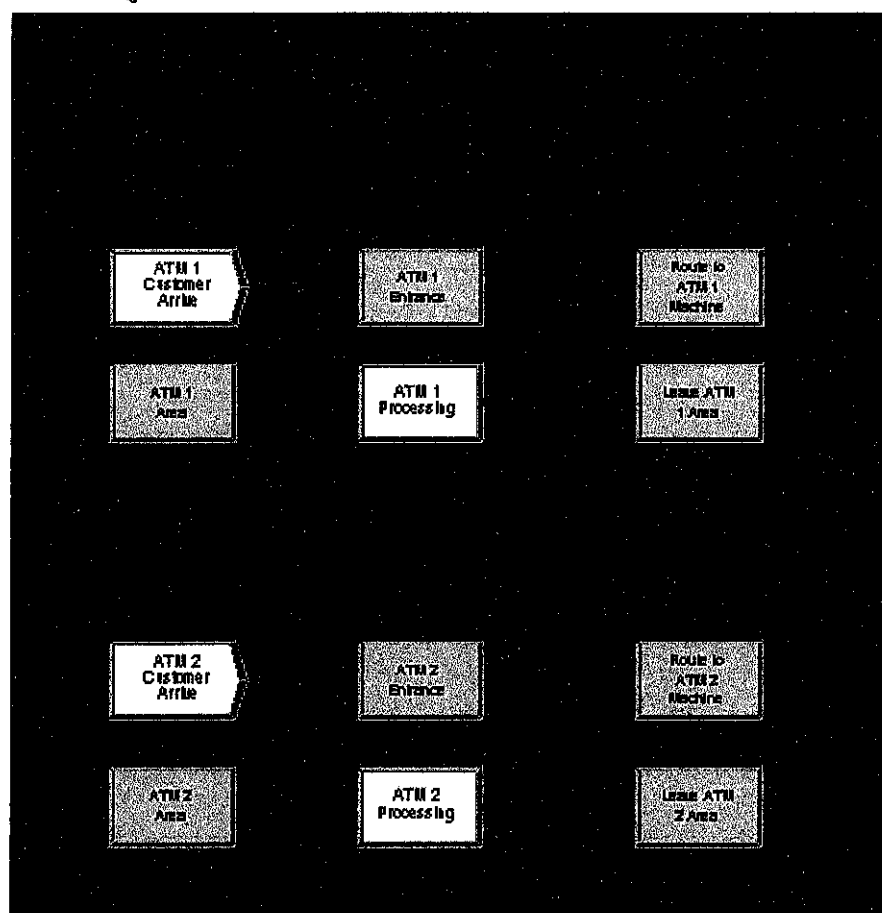 ATM 1
Customer
Arrive
ATM 1
Entrance
Route to
ATM 1
Machine
ATM 1
Area
ATM 1
Processing
Leave ATM
1 Area
ATM 2
Customer
Arrive
ATM 2
Entrance
Route to
ATM 2
Machine
ATM 2
Area
ATM 2
Processing
Leave ATM
2 Area